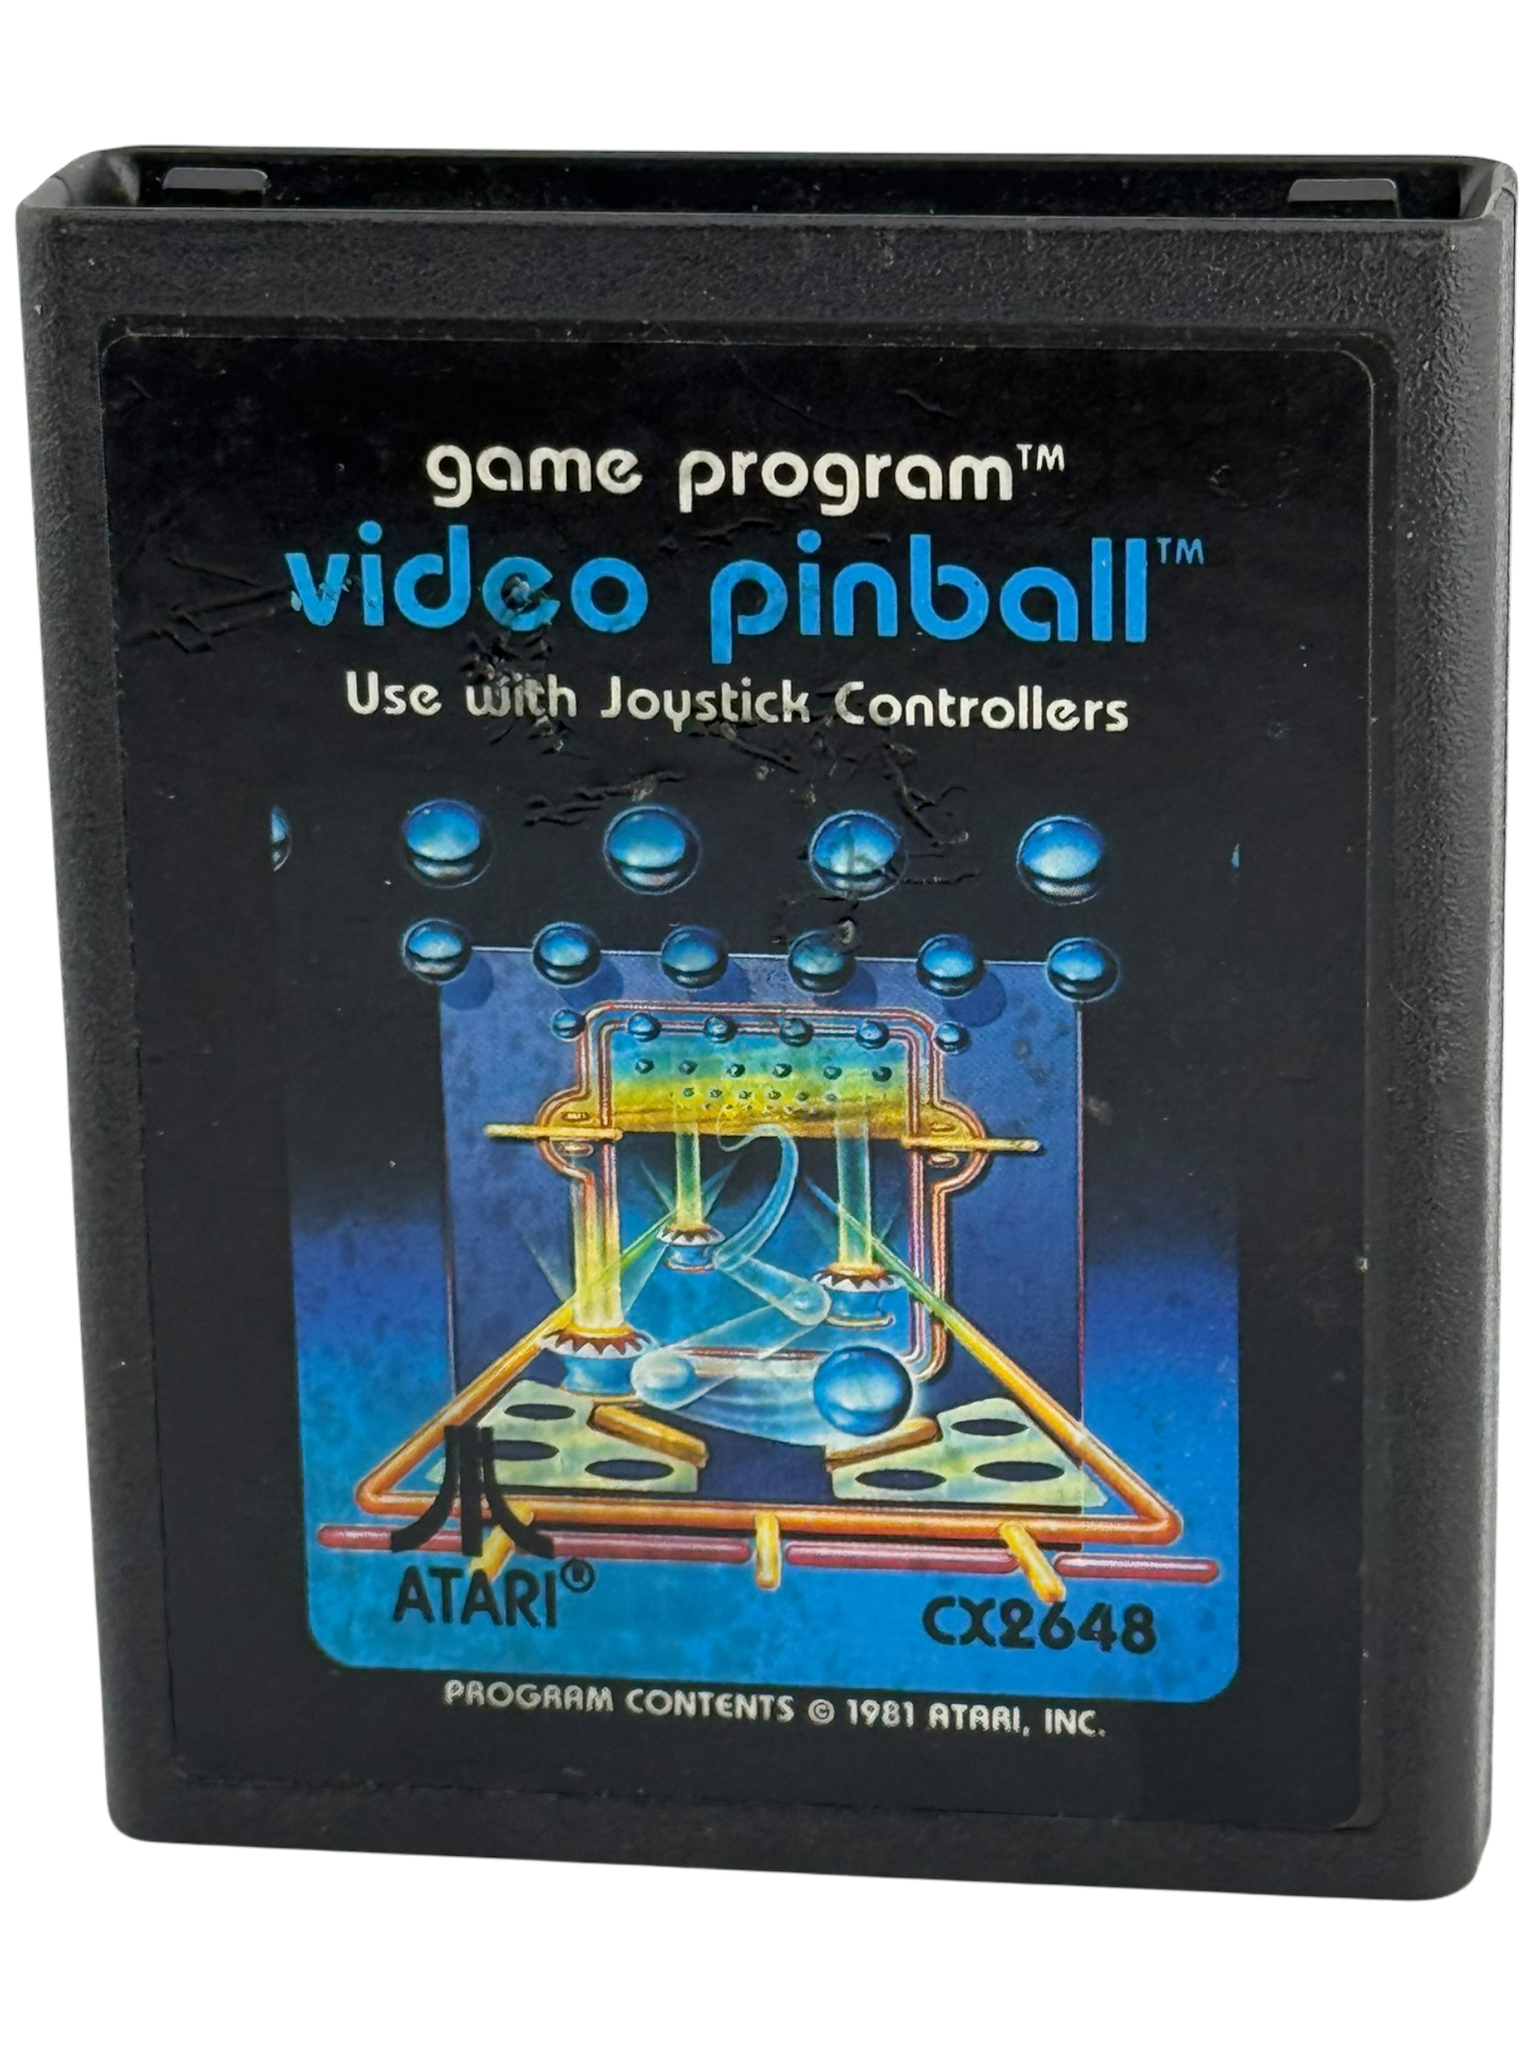 game program™
video pinball™
Use with Joystick Controllers
ATARI®
CX2648
PROGRAM CONTENTS © 1981 ATARI, INC.